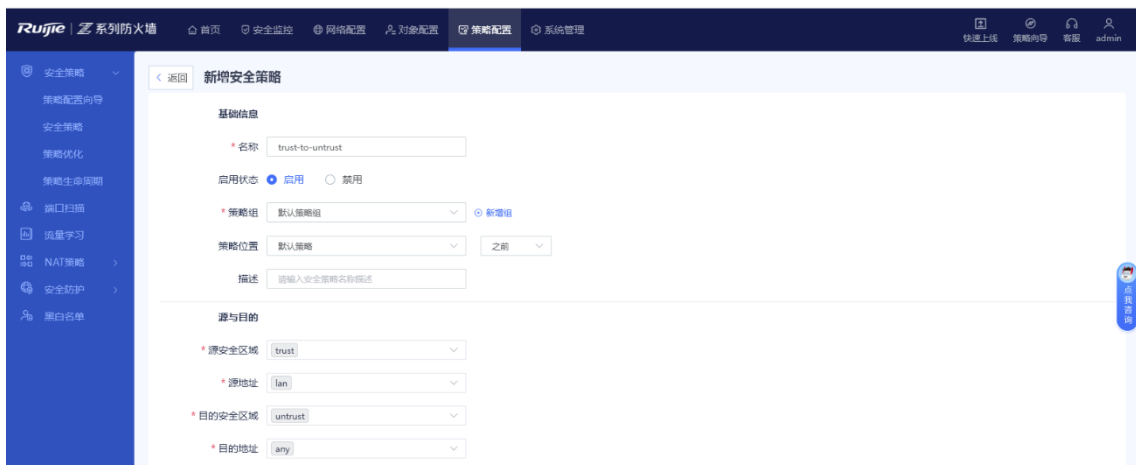 Ruijie | Z 系列防火墙 首页 安全监控 网络配置 对象配置 策略配置 系统管理 快速上线 策略向导 客服 admin
安全策略
策略配置向导
安全策略
策略优化
策略生命周期
端口扫描
流量学习
NAT策略
安全防护
黑白名单
返回 新增安全策略
基础信息
* 名称 trust-to-untrust
启用状态 启用 禁用
* 策略组 默认策略组 新增组
策略位置 默认策略 之前
描述 请输入安全策略名称描述
源与目的
* 源安全区域 trust
* 源地址 lan
* 目的安全区域 untrust
* 目的地址 any
点我咨询